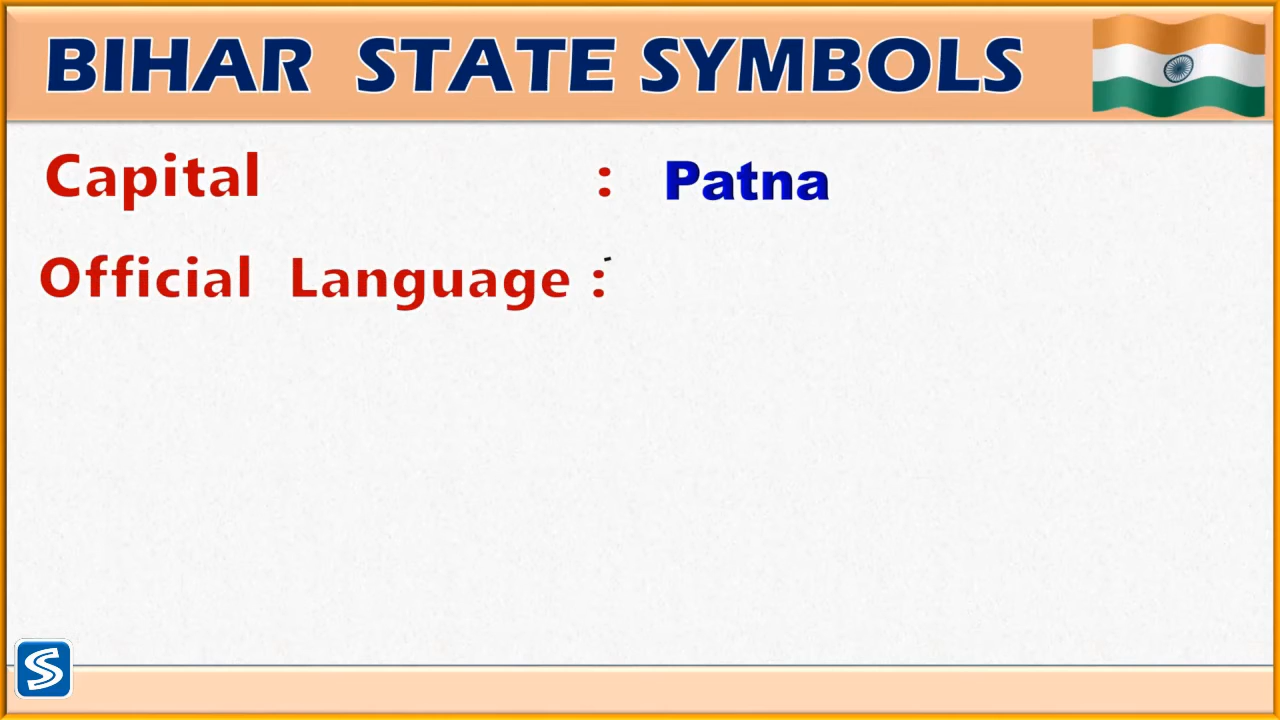 BIHAR STATE SYMBOLS
Capital : Patna
Official Language :